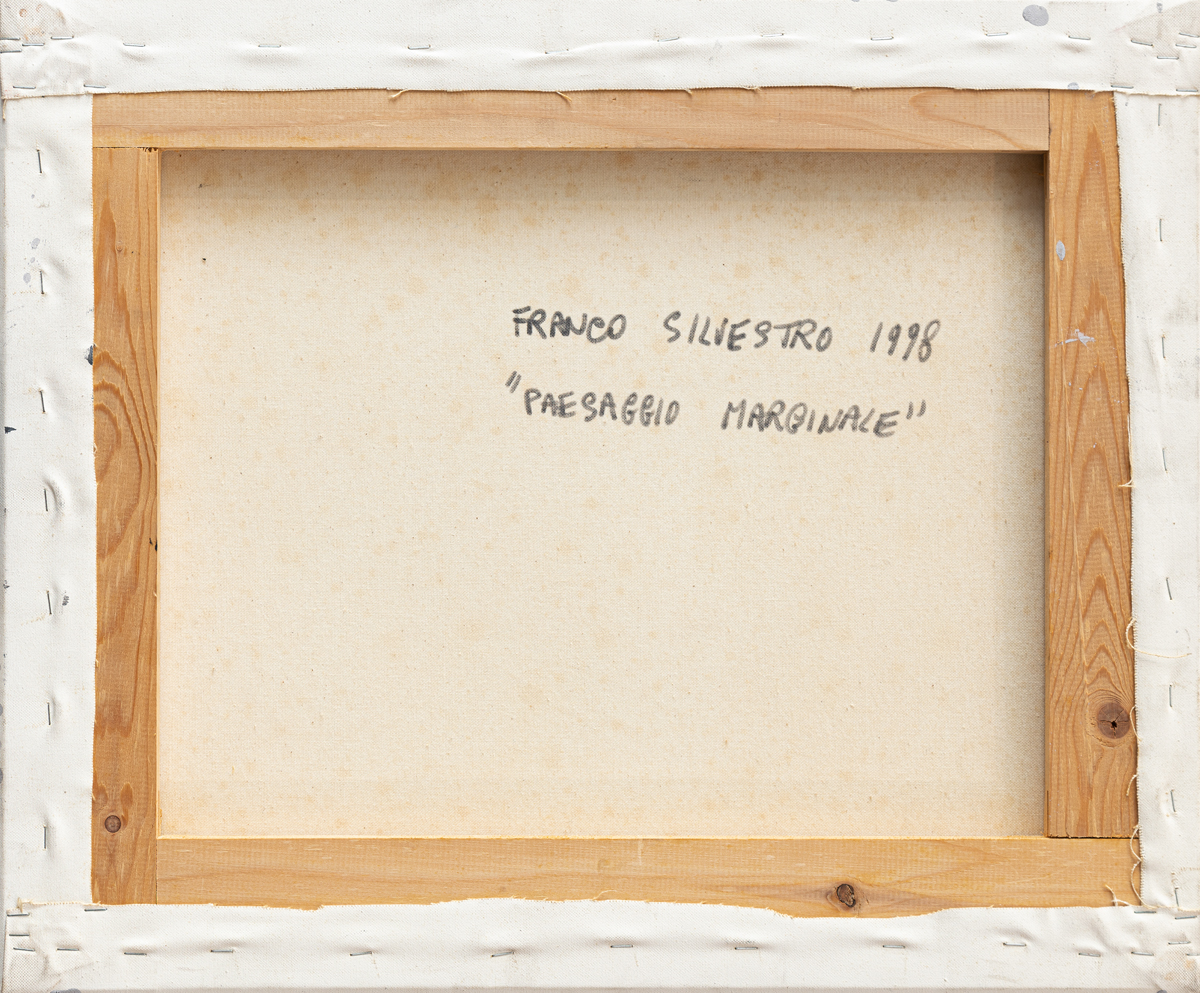 FRANCO SILVESTRO 1998
"PAESAGGIO MARGINALE"